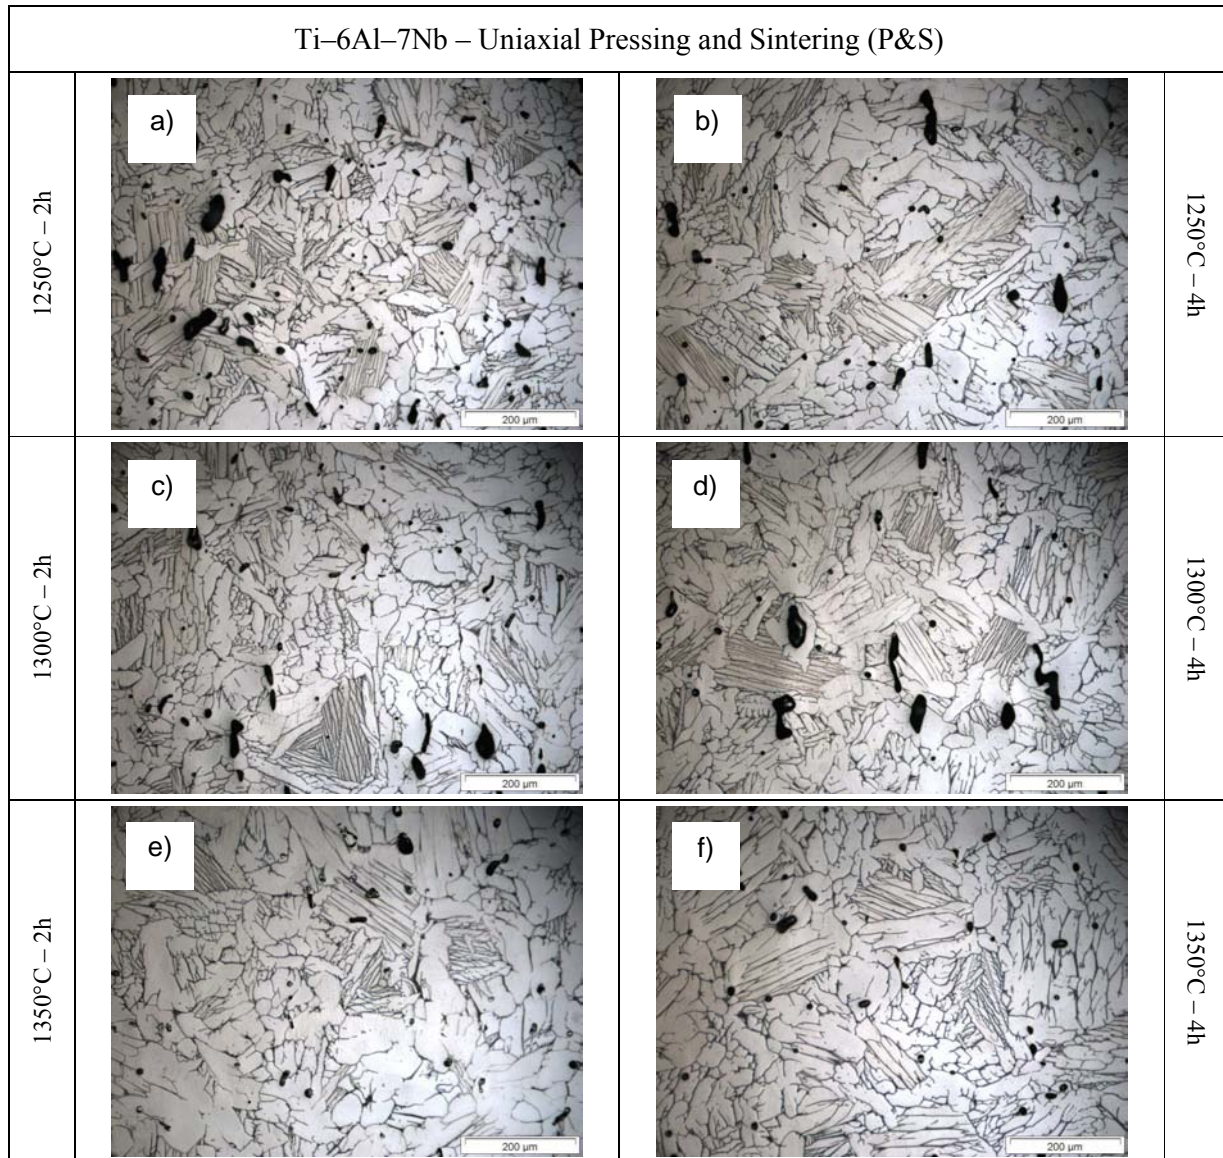 Ti–6Al–7Nb – Uniaxial Pressing and Sintering (P&S)
1250°C – 2h
a)
200 µm
b)
200 µm
1250°C – 4h
1300°C – 2h
c)
200 µm
d)
200 µm
1300°C – 4h
1350°C – 2h
e)
200 µm
f)
200 µm
1350°C – 4h